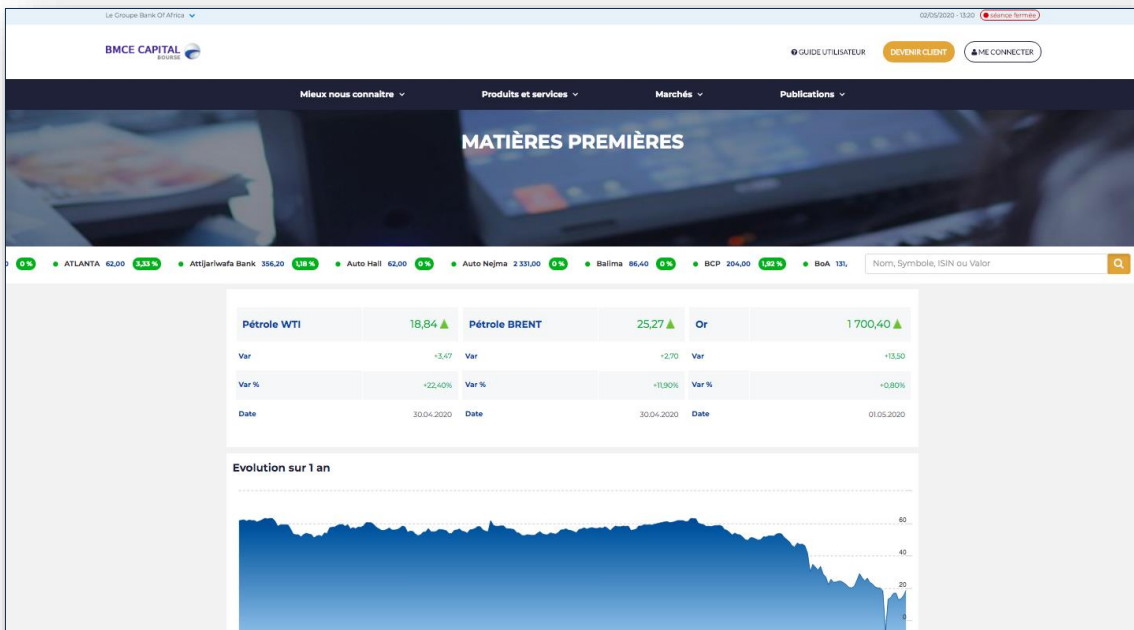 Le Groupe Bank Of Africa
02/05/2020 - 13:20 séance fermée
BMCE CAPITAL
BOURSE
GUIDE UTILISATEUR DEVENIR CLIENT ME CONNECTER
Mieux nous connaitre Produits et services Marchés Publications
MATIÈRES PREMIÈRES
0 % ATLANTA 62,00 3,33 % Attijariwafa Bank 356,20 1,18 % Auto Hall 62,00 0 % Auto Nejma 2 331,00 0 % Balima 86,40 0 % BCP 204,00 1,92 % BoA 131, Nom, Symbole, ISIN ou Valor
Pétrole WTI 18,84 Pétrole BRENT 25,27 Or 1 700,40
Var +3,47 Var +2,70 Var +13,50
Var % +22,40% Var % +11,90% Var % +0,80%
Date 30.04.2020 Date 30.04.2020 Date 01.05.2020
Evolution sur 1 an
60
40
20
0